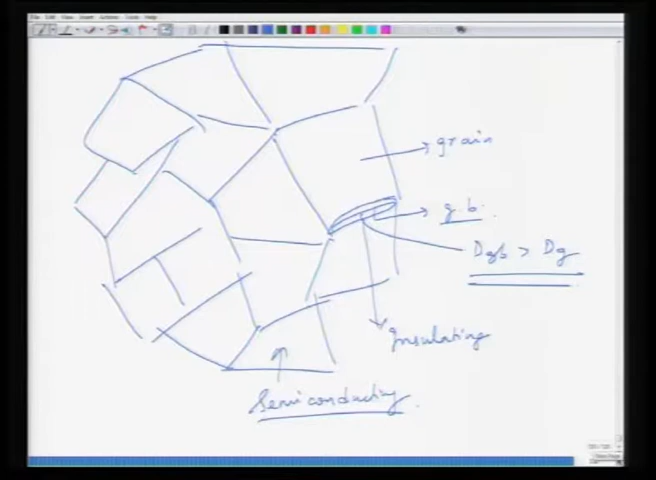 grain
g.b.
Dgb > Dg
Insulating
Semiconducting